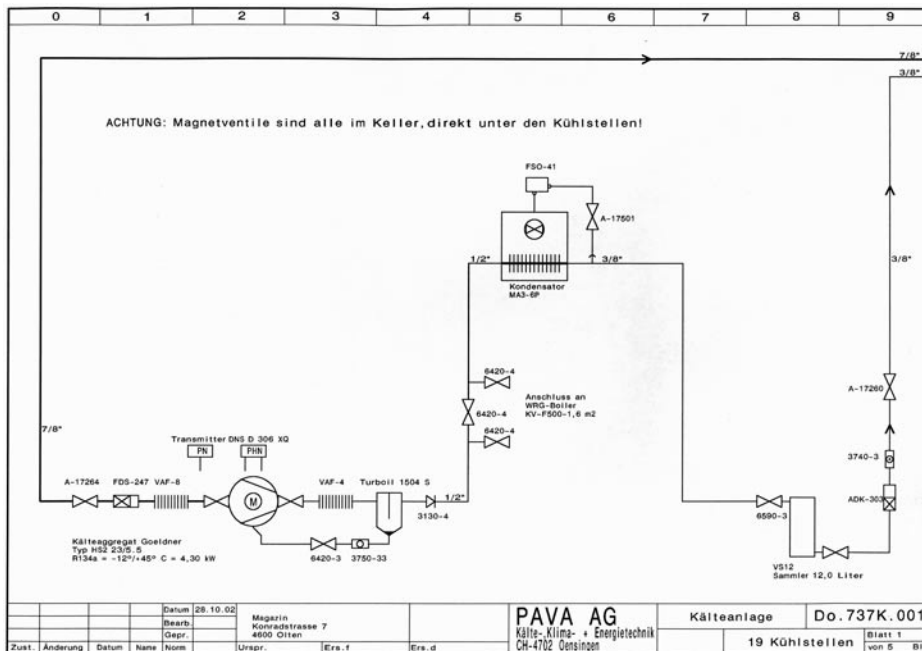 0 1 2 3 4 5 6 7 8 9
7/8"
3/8"
ACHTUNG: Magnetventile sind alle im Keller, direkt unter den Kühlstellen!
FSO-41
A-17501
1/2"
3/8"
3/8"
Kondensator
MA3-6P
6420-4
Anschluss an
WRG-Boiler
KV-F500-1,6 m2
6420-4
6420-4
A-17260
7/8"
Transmitter DNS D 306 XQ
PN PHN
3740-3
A-17264 FDS-247 VAF-8
M
VAF-4 Turboil 1504 S
1/2"
3130-4
6590-3
ADK-303
Kälteaggregat Goeldner
Typ HS2 23/5.5
R134a = -12°/+45° C = 4,30 kW
6420-3 3750-33
VS12
Sammler 12,0 Liter
Datum 28.10.02
Bearb.
Gepr.
Zust. Änderung Datum Name Norm
Magazin
Konradstrasse 7
4600 Olten
Urspr. Ers.f Ers.d
PAVA AG
Kälte-,Klima- + Energietechnik
CH-4702 Oensingen
Kälteanlage
Do.737K.001
19 Kühlstellen
Blatt 1
von 5 Bl